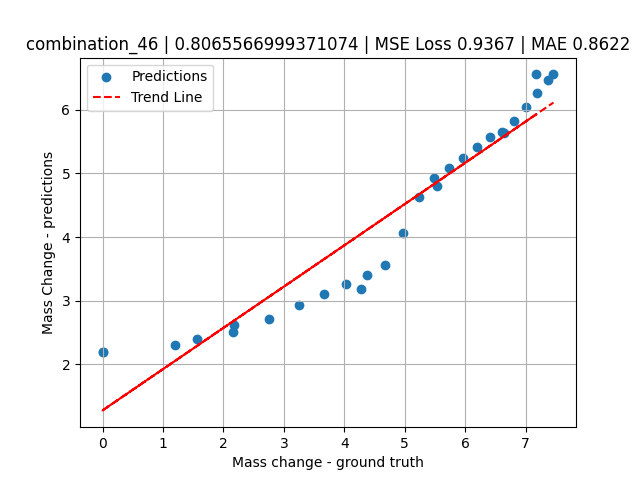 combination_46 | 0.8065566999371074 | MSE Loss 0.9367 | MAE 0.8622
Predictions
Trend Line
Mass Change - predictions
6
5
4
3
2
0 1 2 3 4 5 6 7
Mass change - ground truth